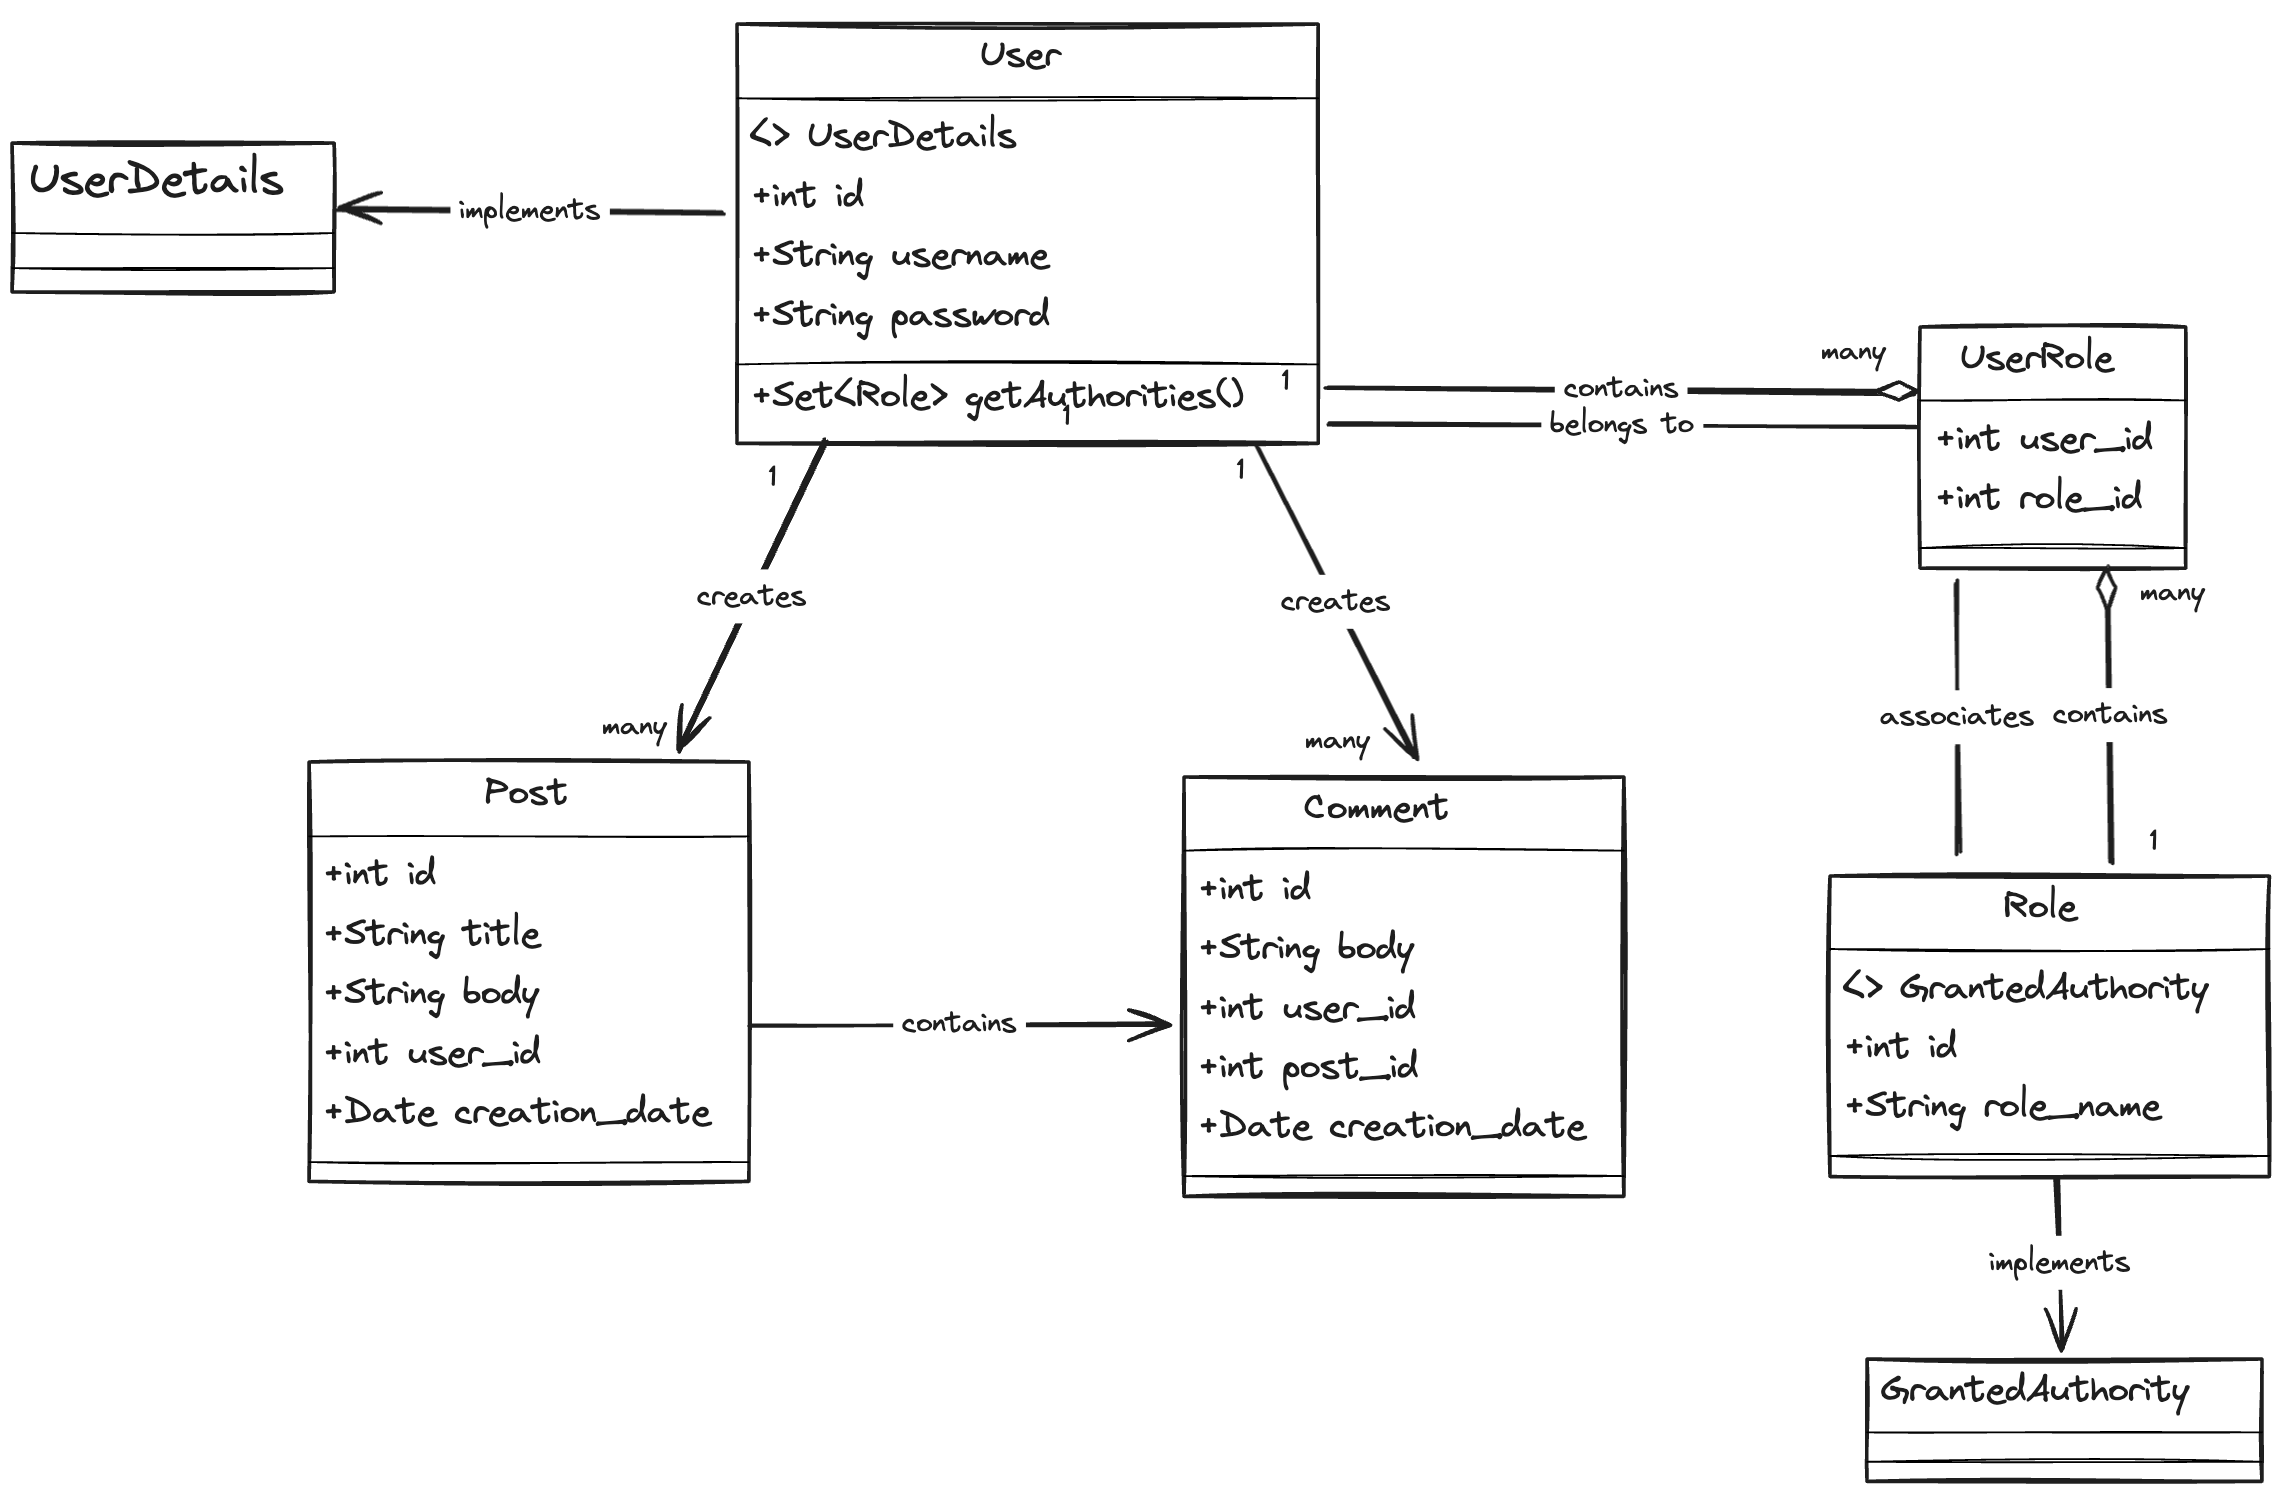 User
<> UserDetails
+int id
+String username
+String password
+Set<Role> getAuthorities()
1
1
UserDetails
implements
many
contains
belongs to
UserRole
+int user_id
+int role_id
1
creates
many
1
creates
many
many
associates
contains
1
Post
+int id
+String title
+String body
+int user_id
+Date creation_date
contains
Comment
+int id
+String body
+int user_id
+int post_id
+Date creation_date
Role
<> GrantedAuthority
+int id
+String role_name
implements
GrantedAuthority